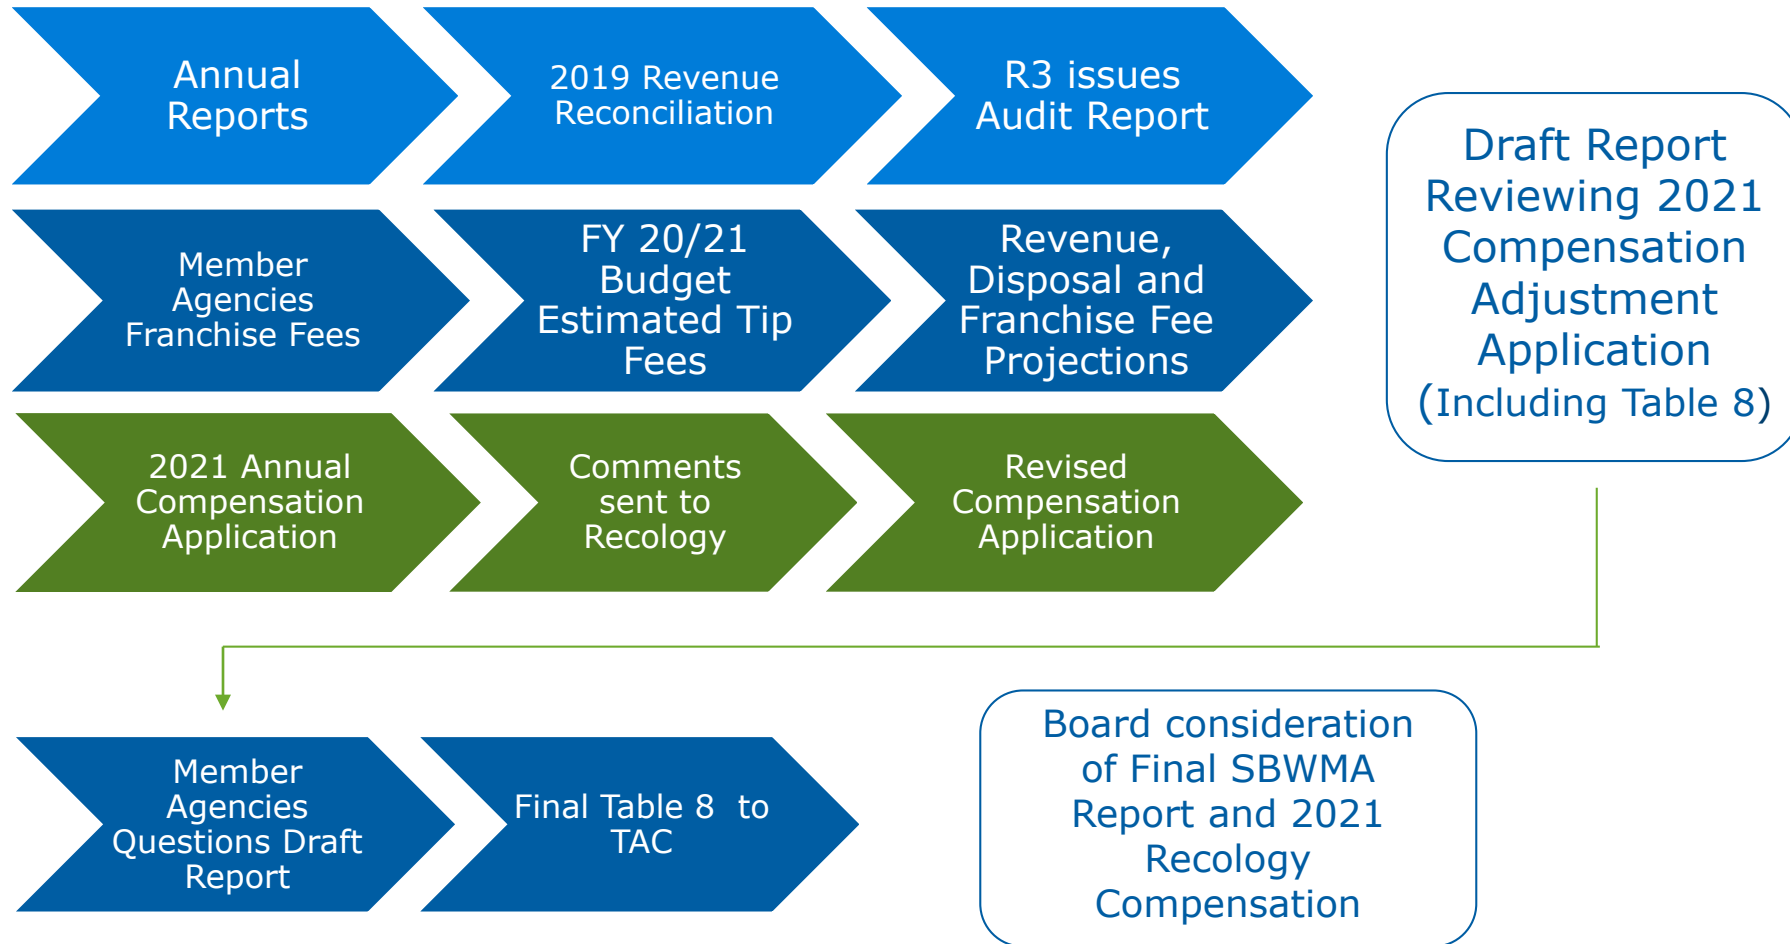 Annual
Reports
2019 Revenue
Reconciliation
R3 issues
Audit Report
Member
Agencies
Franchise Fees
FY 20/21
Budget
Estimated Tip
Fees
Revenue,
Disposal and
Franchise Fee
Projections
2021 Annual
Compensation
Application
Comments
sent to
Recology
Revised
Compensation
Application
Draft Report
Reviewing 2021
Compensation
Adjustment
Application
(Including Table 8)
Member
Agencies
Questions Draft
Report
Final Table 8 to
TAC
Board consideration
of Final SBWMA
Report and 2021
Recology
Compensation